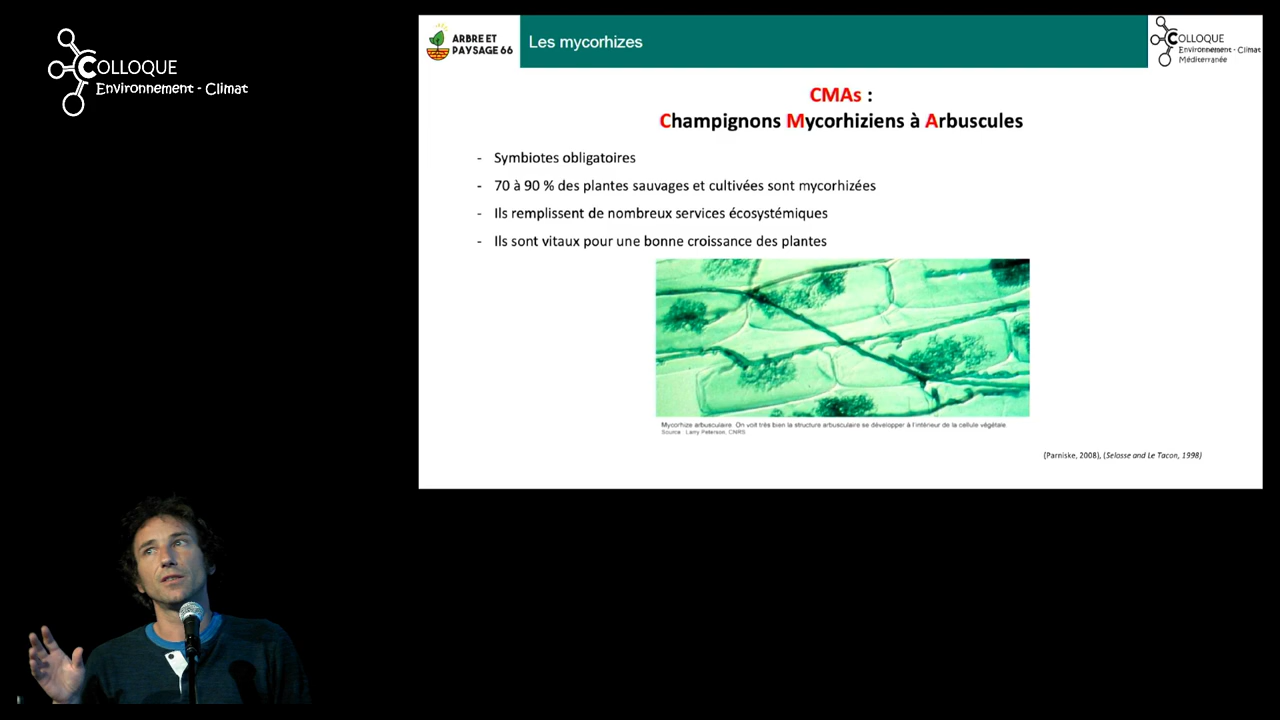 COLLOQUE
Environnement - Climat
ARBRE ET
PAYSAGE 66
Les mycorhizes
COLLOQUE
Environnement - Climat
Méditerranée
CMAs :
Champignons Mycorhiziens à Arbuscules
- Symbiotes obligatoires
- 70 à 90 % des plantes sauvages et cultivées sont mycorhizées
- Ils remplissent de nombreux services écosystémiques
- Ils sont vitaux pour une bonne croissance des plantes
Mycorhize arbusculaire. On voit très bien la structure arbusculaire se développer à l'intérieur de la cellule végétale
Source : Larry Peterson, CNRS
(Parniske, 2008), (Selosse and Le Tacon, 1998)